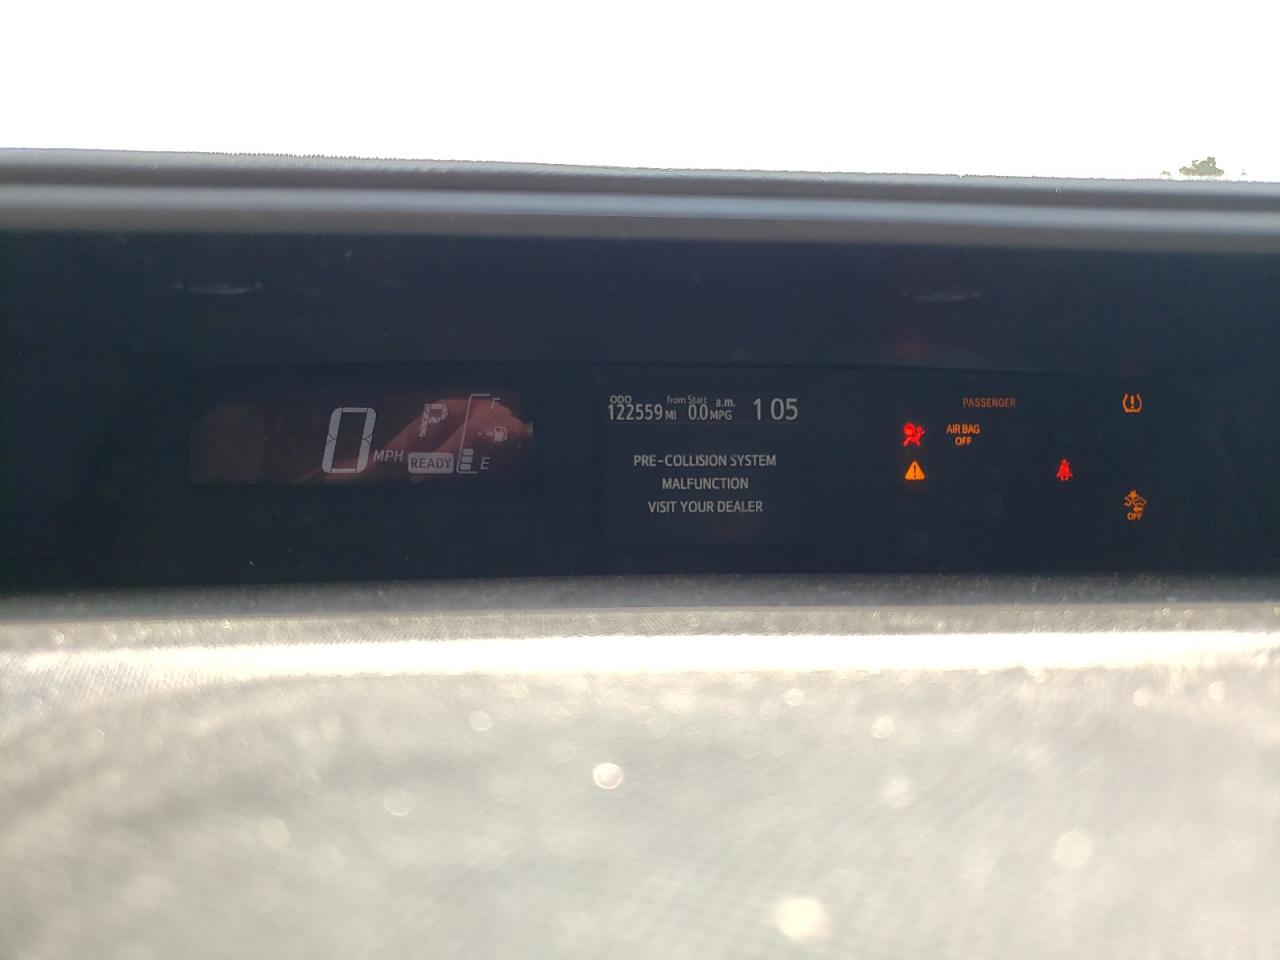 0 MPH
P
READY
F
E
ODO
122559 MI
from Start
0.0 MPG
a.m.
1 05
PRE-COLLISION SYSTEM
MALFUNCTION
VISIT YOUR DEALER
PASSENGER
AIR BAG
OFF
OFF